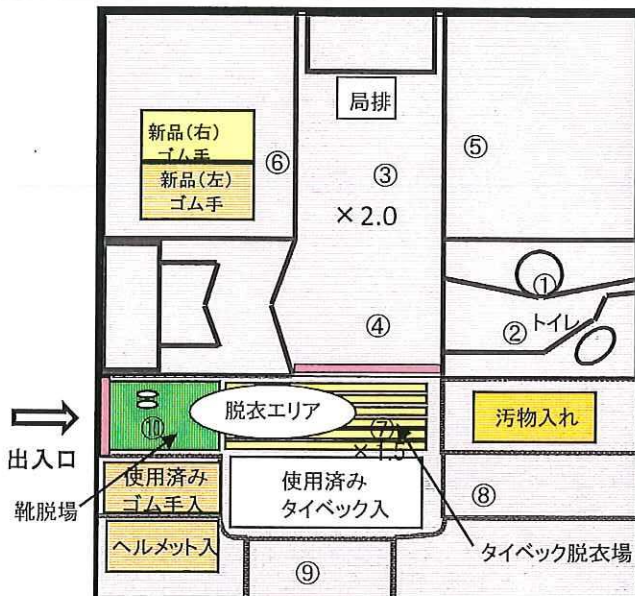 局排
新品(右)
ゴム手
新品(左)
ゴム手
⑥
③
⑤
×2.0
①
②
トイレ
④
脱衣エリア
⑩
⑦
×1.5
汚物入れ
出入口
靴脱場
使用済み
ゴム手入
使用済み
タイベック入
⑧
ヘルメット入
⑨
タイベック脱衣場